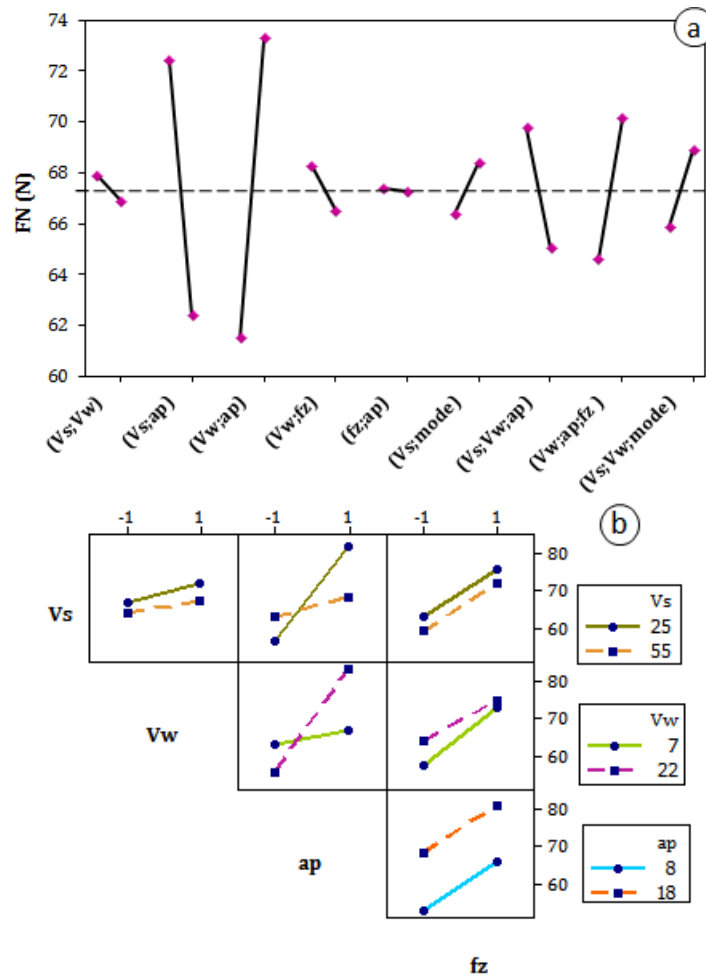 a
74
72
70
68
66
64
62
60
FN (N)
(Vs;Vw)
(Vs;ap)
(Vw;ap)
(Vw;fz)
(fz;ap)
(Vs;mode)
(Vs;Vw;ap)
(Vw;ap;fz )
(Vs;Vw;mode)
b
-1 1 -1 1 -1 1
Vs
80
70
60
Vs
25
55
Vw
80
70
60
Vw
7
22
ap
80
70
60
ap
8
18
fz